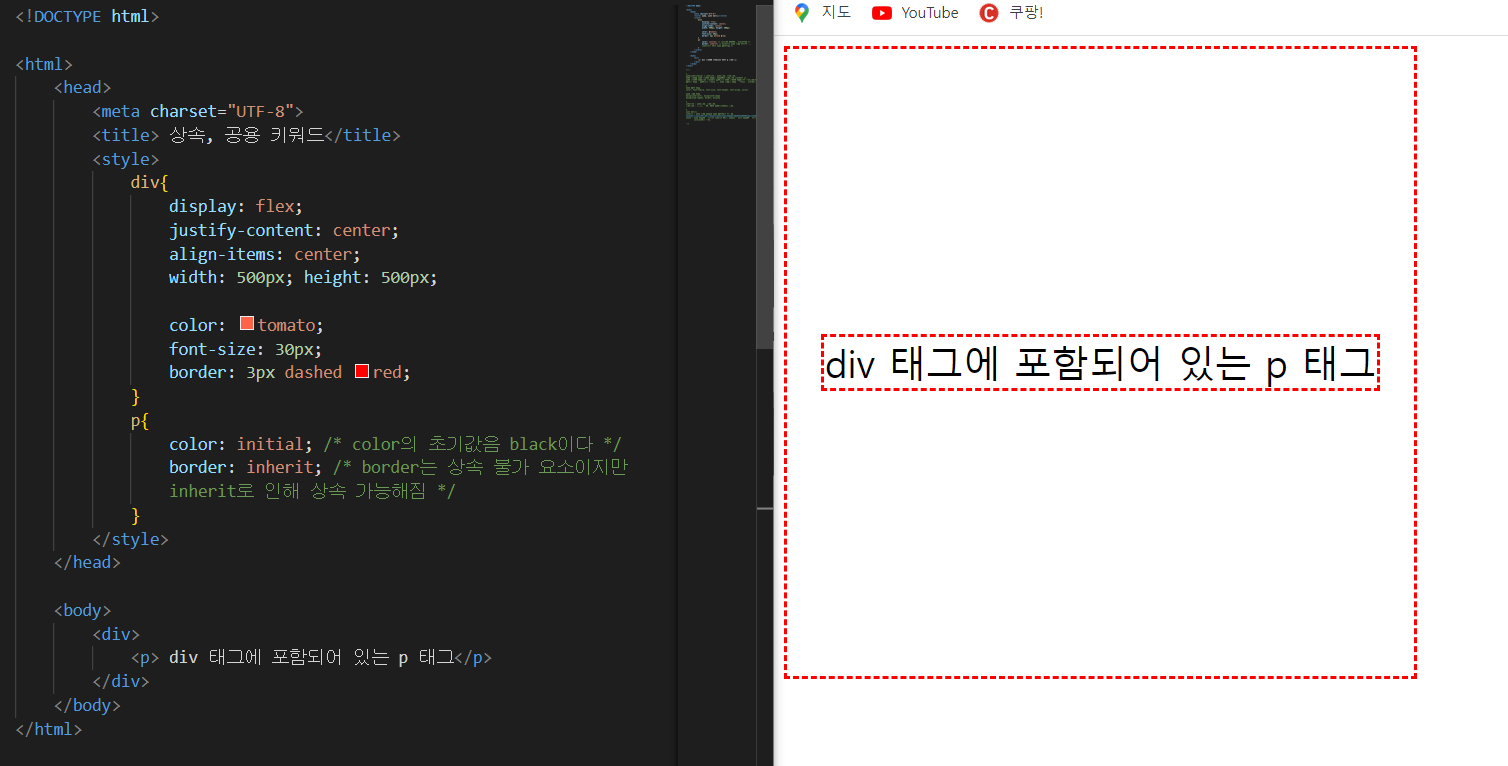 <!DOCTYPE html>
<html>
<head>
<meta charset="UTF-8">
<title> 상속, 공용 키워드</title>
<style>
div{
display: flex;
justify-content: center;
align-items: center;
width: 500px; height: 500px;
color: tomato;
font-size: 30px;
border: 3px dashed red;
}
p{
color: initial; /* color의 초기값음 black이다 */
border: inherit; /* border는 상속 불가 요소이지만
inherit로 인해 상속 가능해짐 */
}
</style>
</head>
<body>
<div>
<p> div 태그에 포함되어 있는 p 태그</p>
</div>
</body>
</html>
지도 YouTube C 쿠팡!
div 태그에 포함되어 있는 p 태그